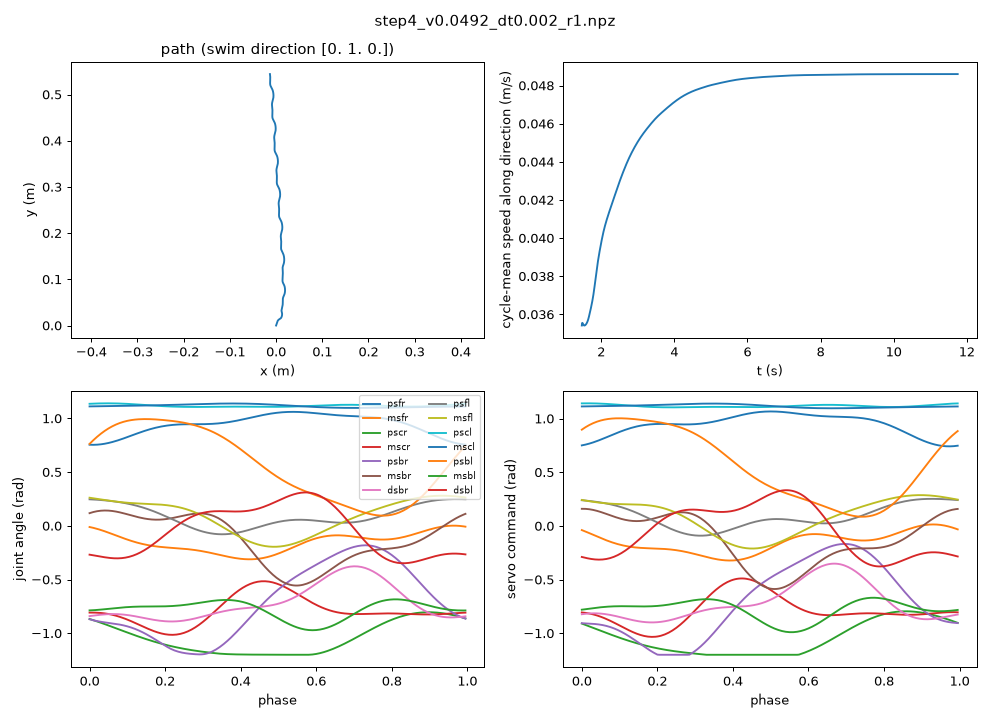 step4_v0.0492_dt0.002_r1.npz
path (swim direction [0. 1. 0.])
0.5
0.4
0.3
0.2
0.1
0.0
y (m)
−0.4 −0.3 −0.2 −0.1 0.0 0.1 0.2 0.3 0.4
x (m)
cycle-mean speed along direction (m/s)
0.048
0.046
0.044
0.042
0.040
0.038
0.036
2 4 6 8 10 12
t (s)
joint angle (rad)
1.0
0.5
0.0
−0.5
−1.0
psfr psfl
msfr msfl
pscr pscl
mscr mscl
psbr psbl
msbr msbl
dsbr dsbl
0.0 0.2 0.4 0.6 0.8 1.0
phase
servo command (rad)
1.0
0.5
0.0
−0.5
−1.0
0.0 0.2 0.4 0.6 0.8 1.0
phase